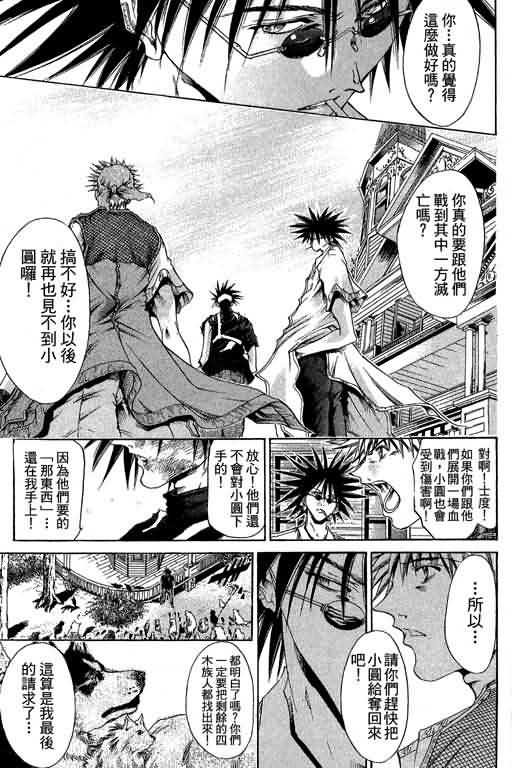 你⋯真的覺得
這麼做好嗎？
你真的要跟他們
戰到其中一方滅
亡嗎？
搞不好⋯你以後
就再也見不到小
圓囉！
對啊！士度！
如果你們跟他
們展開一場血
戰，小圓也會
受到傷害啊！
放心！他們還
不會對小圓下
手的！
因為他們要的
「那東西」⋯
還在我手上！
⋯所以⋯
請你們趕快把
小圓給奪回來
吧！
都明白了嗎？你們
一定要把剩餘的四
木族人都找出來！
這算是我最後
的請求了⋯